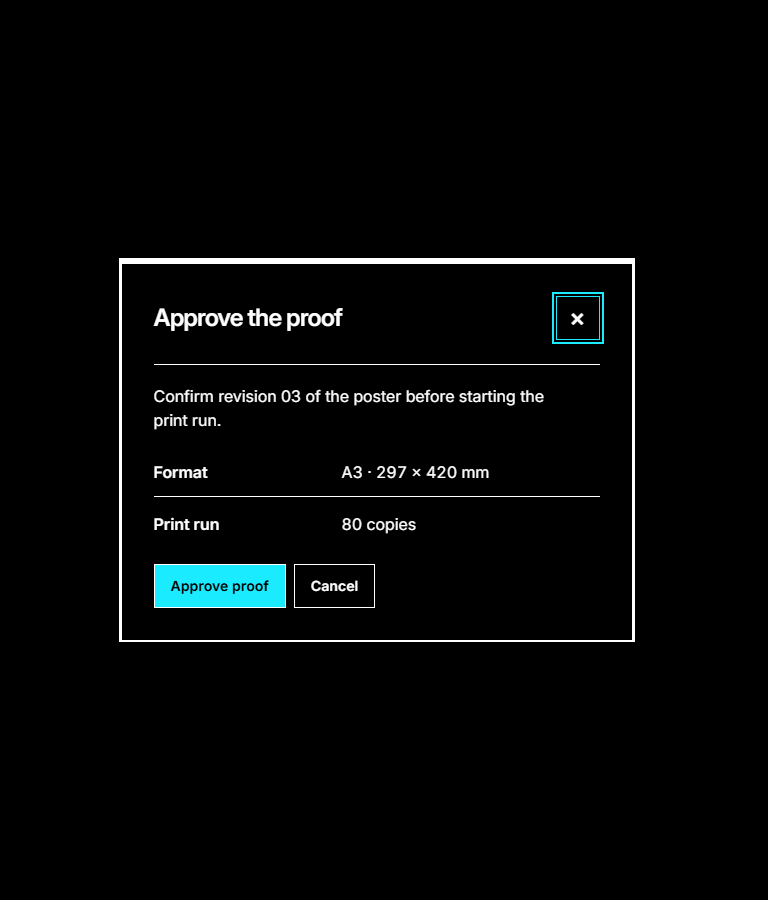 Approve the proof
×
Confirm revision 03 of the poster before starting the
print run.
Format
A3 · 297 × 420 mm
Print run
80 copies
Approve proof
Cancel